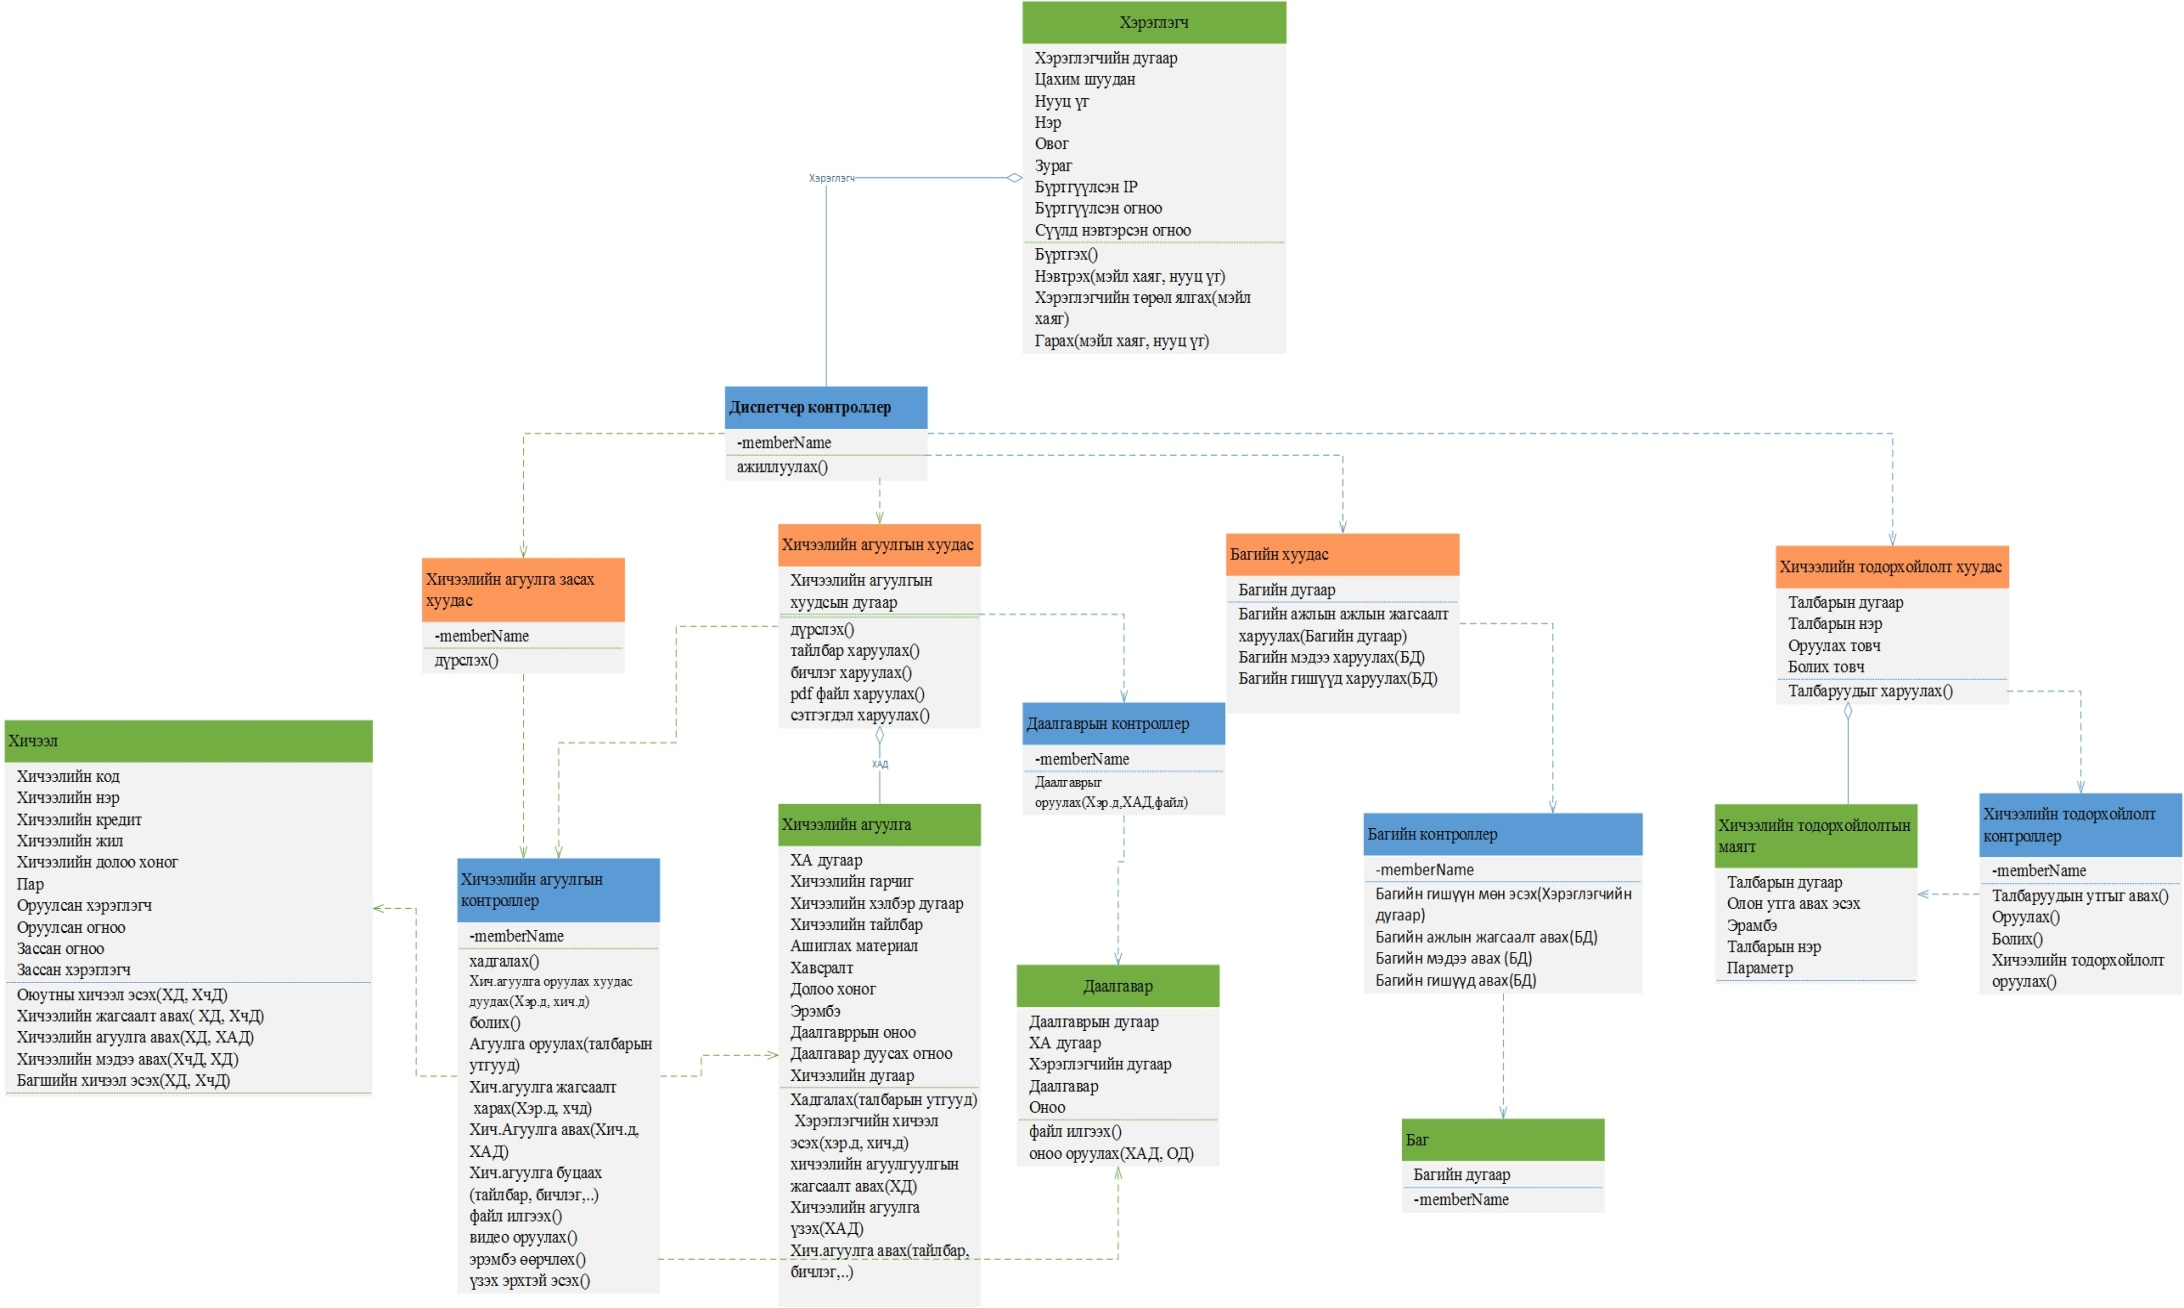 Хэрэглэгч
Хэрэглэгчийн дугаар
Цахим шуудан
Нууц үг
Нэр
Овог
Зураг
Бүртгүүлсэн IP
Бүртгүүлсэн огноо
Сүүлд нэвтэрсэн огноо
Бүртгэх()
Нэвтрэх(мэйл хаяг, нууц үг)
Хэрэглэгчийн төрөл ялгах(мэйл
хаяг)
Гарах(мэйл хаяг, нууц үг)
Хэрэглэгч
Диспетчер контроллер
-memberName
ажиллуулах()
Хичээлийн агуулга засах
хуудас
-memberName
дүрслэх()
Хичээлийн агуулгын хуудас
Хичээлийн агуулгын
хуудсын дугаар
дүрслэх()
тайлбар харуулах()
бичлэг харуулах()
pdf файл харуулах()
сэтгэгдэл харуулах()
ХАД
Багийн хуудас
Багийн дугаар
Багийн ажлын ажлын жагсаалт
харуулах(Багийн дугаар)
Багийн мэдээ харуулах(БД)
Багийн гишүүд харуулах(БД)
Хичээлийн тодорхойлолт хуудас
Талбарын дугаар
Талбарын нэр
Оруулах товч
Болих товч
Талбаруудыг харуулах()
Хичээл
Хичээлийн код
Хичээлийн нэр
Хичээлийн кредит
Хичээлийн жил
Хичээлийн долоо хоног
Пар
Оруулсан хэрэглэгч
Оруулсан огноо
Зассан огноо
Зассан хэрэглэгч
Оюутны хичээл эсэх(ХД, ХчД)
Хичээлийн жагсаалт авах( ХД, ХчД)
Хичээлийн агуулга авах(ХД, ХАД)
Хичээлийн мэдээ авах(ХчД, ХД)
Багшийн хичээл эсэх(ХД, ХчД)
Хичээлийн агуулгын
контроллер
-memberName
хадгалах()
Хич.агуулга оруулах хуудас
дуудах(Хэр.д, хич.д)
болих()
Агуулга оруулах(талбарын
утгууд)
Хич.агуулга жагсаалт
харах(Хэр.д, хчд)
Хич.Агуулга авах(Хич.д,
ХАД)
Хич.агуулга буцаах
(тайлбар, бичлэг,..)
файл илгээх()
видео оруулах()
эрэмбэ өөрчлөх()
үзэх эрхтэй эсэх()
Хичээлийн агуулга
ХА дугаар
Хичээлийн гарчиг
Хичээлийн хэлбэр дугаар
Хичээлийн тайлбар
Ашиглах материал
Хавсралт
Долоо хоног
Эрэмбэ
Даалгавррын оноо
Даалгавар дуусах огноо
Хичээлийн дугаар
Хадгалах(талбарын утгууд)
Хэрэглэгчийн хичээл
эсэх(хэр.д, хич,д)
хичээлийн агуулгуулгын
жагсаалт авах(ХД)
Хичээлийн агуулга
үзэх(ХАД)
Хич.агуулга авах(тайлбар,
бичлэг,..)
Даалгаврын контроллер
-memberName
Даалгаврыг
оруулах(Хэр.д,ХАД,файл)
Даалгавар
Даалгаврын дугаар
ХА дугаар
Хэрэглэгчийн дугаар
Даалгавар
Оноо
файл илгээх()
оноо оруулах(ХАД, ОД)
Багийн контроллер
-memberName
Багийн гишүүн мөн эсэх(Хэрэглэгчийн
дугаар)
Багийн ажлын жагсаалт авах(БД)
Багийн мэдээ авах (БД)
Багийн гишүүд авах(БД)
Баг
Багийн дугаар
-memberName
Хичээлийн тодорхойлолтын
маягт
Талбарын дугаар
Олон утга авах эсэх
Эрамбэ
Талбарын нэр
Параметр
Хичээлийн тодорхойлолт
контроллер
-memberName
Талбаруудын утгыг авах()
Оруулах()
Болих()
Хичээлийн тодорхойлолт
оруулах()